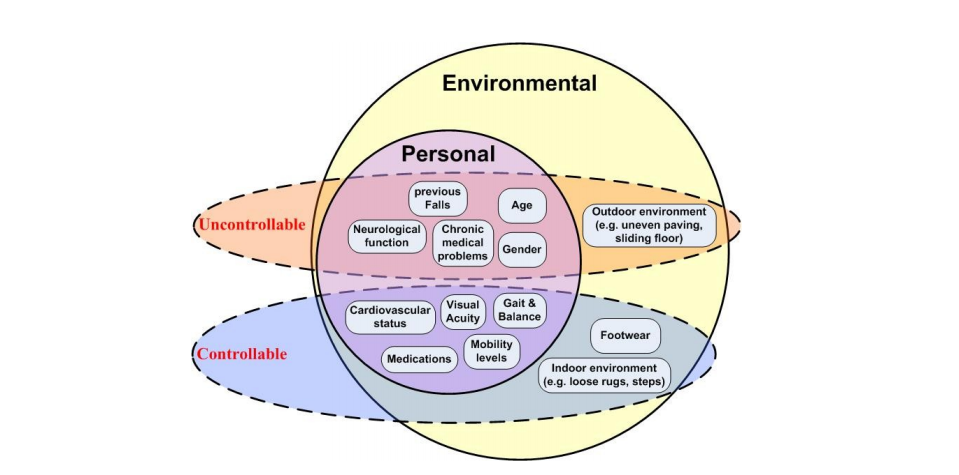 Environmental
Personal
previous
Falls
Age
Uncontrollable
Outdoor environment
(e.g. uneven paving,
sliding floor)
Neurological
function
Chronic
medical
problems
Gender
Cardiovascular
status
Visual
Acuity
Gait &
Balance
Footwear
Controllable
Medications
Mobility
levels
Indoor environment
(e.g. loose rugs, steps)